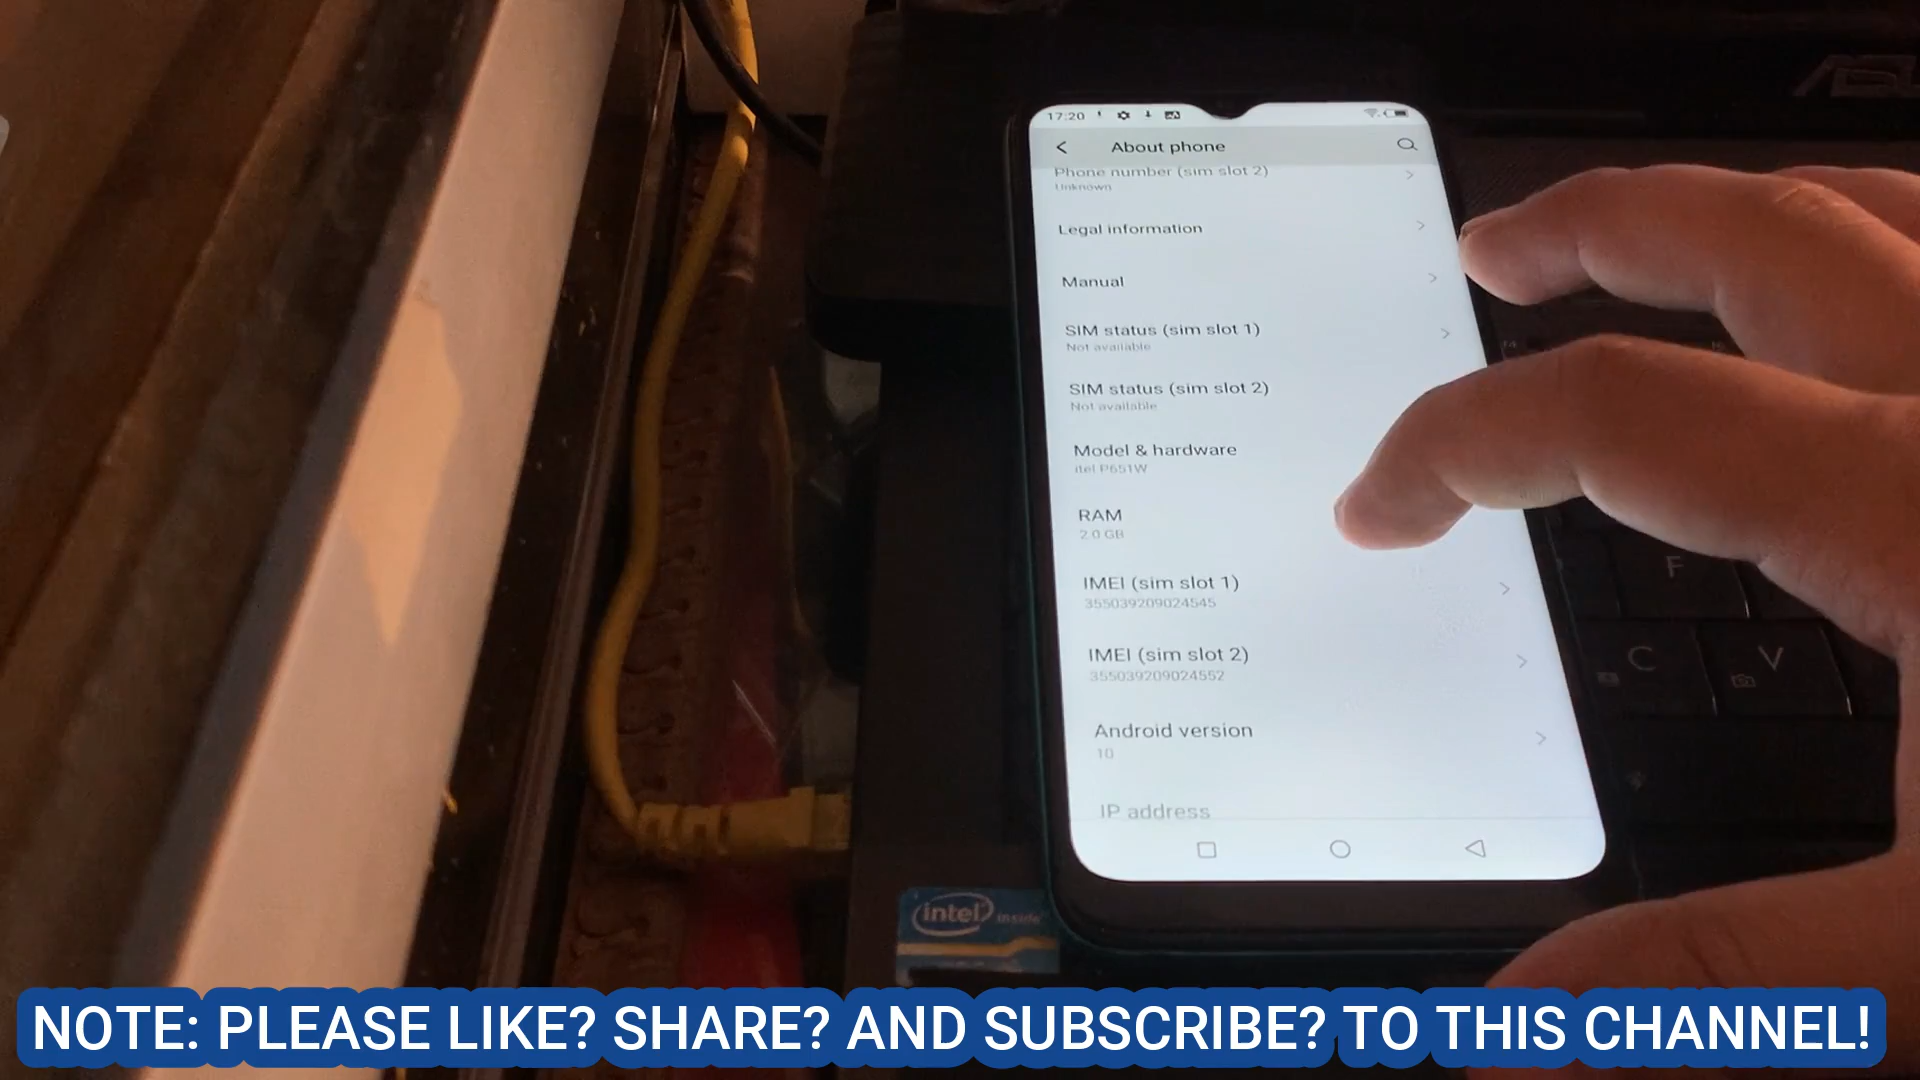 17:20
About phone
Phone number (sim slot 2)
Unknown
Legal information
Manual
SIM status (sim slot 1)
Not available
SIM status (sim slot 2)
Not available
Model & hardware
itel P651W
RAM
2.0 GB
IMEI (sim slot 1)
355039209024545
IMEI (sim slot 2)
355039209024552
Android version
10
IP address
F
C
V
intel inside
NOTE: PLEASE LIKE? SHARE? AND SUBSCRIBE? TO THIS CHANNEL!